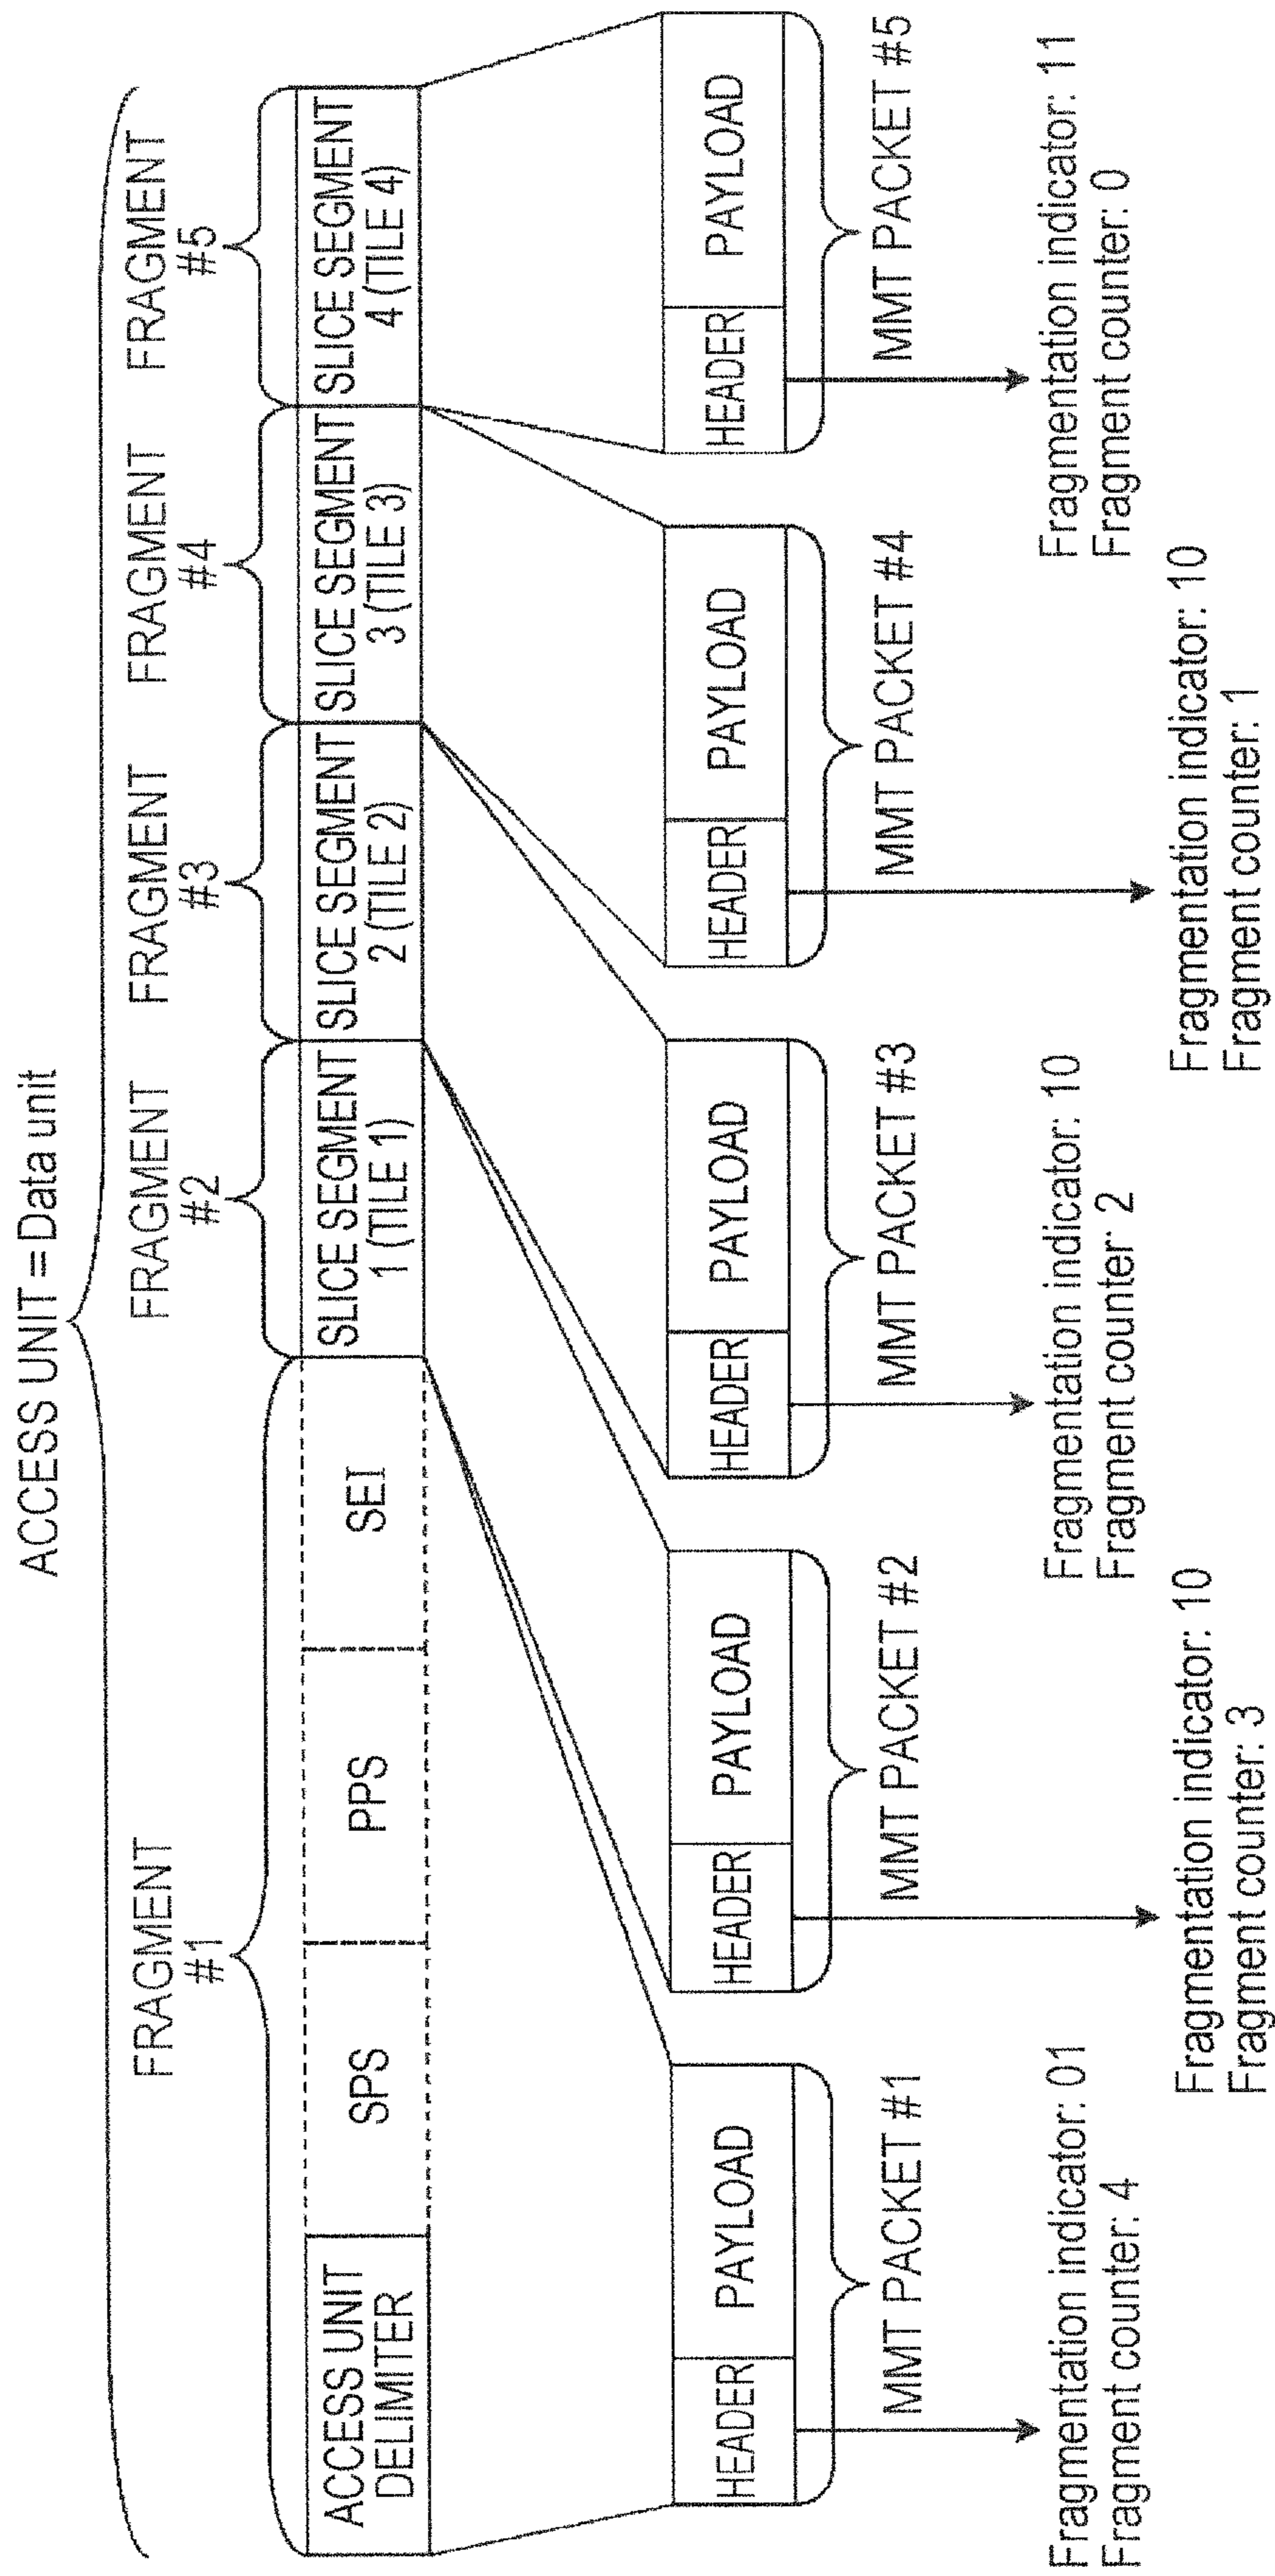 ACCESS UNIT = Data unit
FRAGMENT
#1
FRAGMENT
#2
FRAGMENT
#3
FRAGMENT
#4
FRAGMENT
#5
ACCESS UNIT
DELIMITER
SPS
PPS
SEI
SLICE SEGMENT
1 (TILE 1)
SLICE SEGMENT
2 (TILE 2)
SLICE SEGMENT
3 (TILE 3)
SLICE SEGMENT
4 (TILE 4)
HEADER
PAYLOAD
HEADER
PAYLOAD
HEADER
PAYLOAD
HEADER
PAYLOAD
HEADER
PAYLOAD
MMT PACKET #1
MMT PACKET #2
MMT PACKET #3
MMT PACKET #4
MMT PACKET #5
Fragmentation indicator: 01
Fragment counter: 4
Fragmentation indicator: 10
Fragment counter: 3
Fragmentation indicator: 10
Fragment counter: 2
Fragmentation indicator: 10
Fragment counter: 1
Fragmentation indicator: 11
Fragment counter: 0